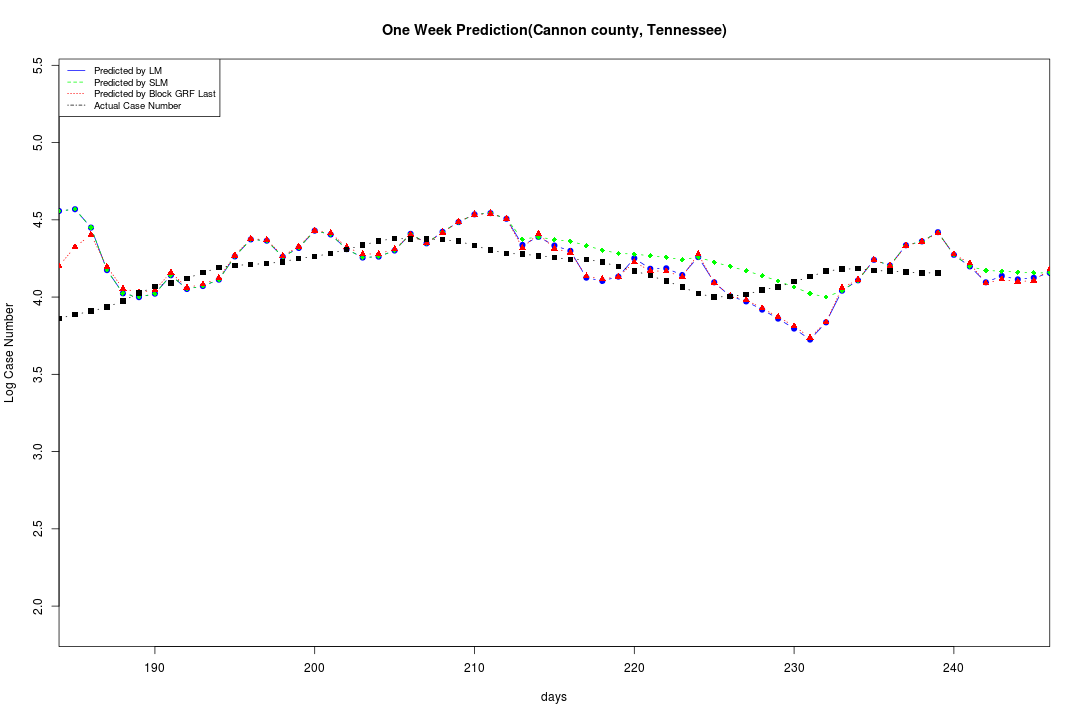 One Week Prediction(Cannon county, Tennessee)
Predicted by LM
Predicted by SLM
Predicted by Block GRF Last
Actual Case Number
5.5
5.0
4.5
4.0
3.5
3.0
2.5
2.0
Log Case Number
190 200 210 220 230 240
days